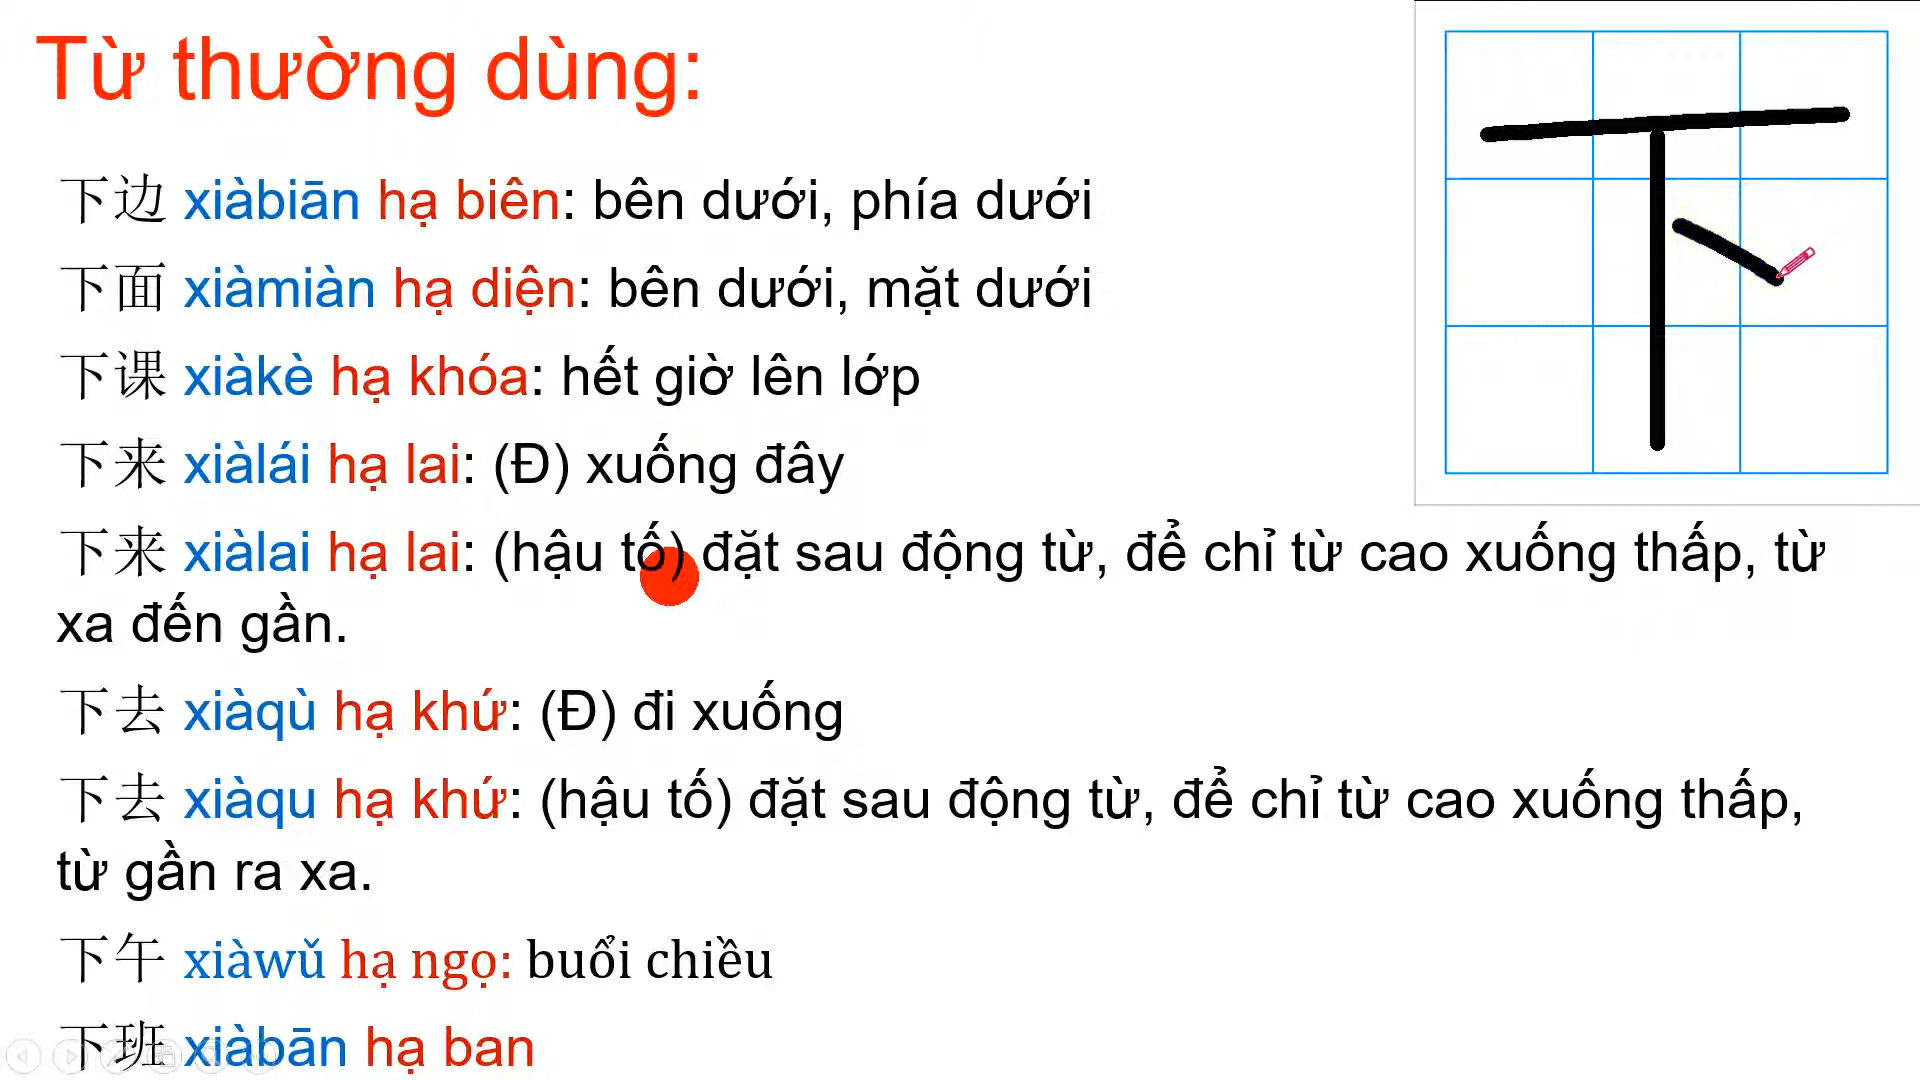 Từ thường dùng:
下边 xiàbiān hạ biên: bên dưới, phía dưới
下面 xiàmiàn hạ diện: bên dưới, mặt dưới
下课 xiàkè hạ khóa: hết giờ lên lớp
下来 xiàlái hạ lai: (Đ) xuống đây
下来 xiàlai hạ lai: (hậu tố) đặt sau động từ, để chỉ từ cao xuống thấp, từ
xa đến gần.
下去 xiàqù hạ khứ: (Đ) đi xuống
下去 xiàqu hạ khứ: (hậu tố) đặt sau động từ, để chỉ từ cao xuống thấp,
từ gần ra xa.
下午 xiàwǔ hạ ngọ: buổi chiều
下班 xiàbān hạ ban
下